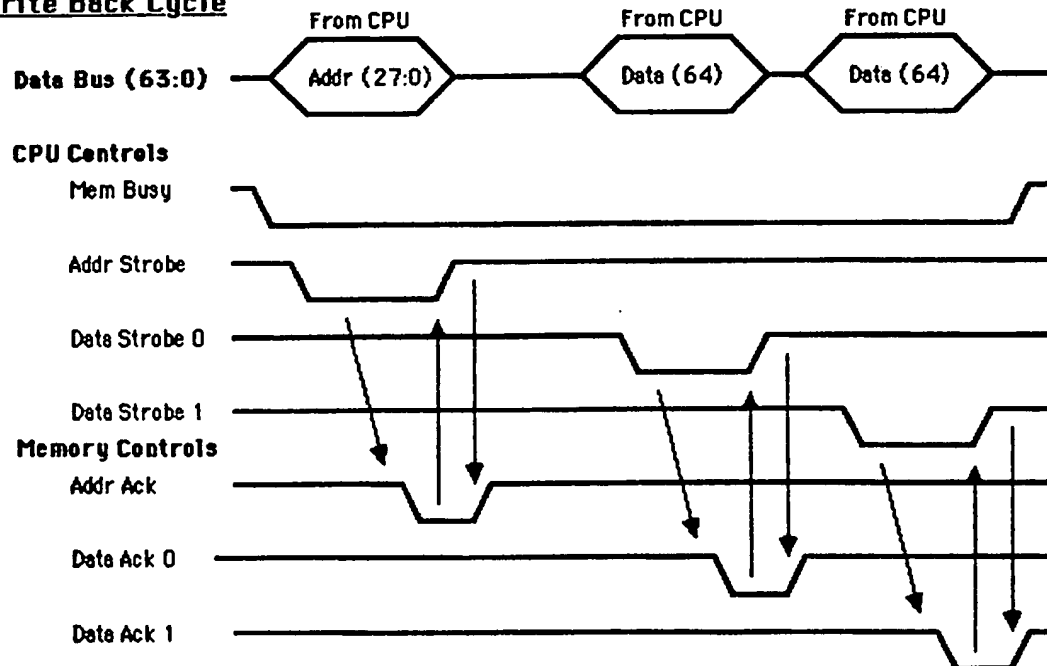 rite Back Cycle
From CPU From CPU From CPU
Data Bus (63:0) Addr (27:0) Data (64) Data (64)
CPU Controls
Mem Busy
Addr Strobe
Data Strobe 0
Data Strobe 1
Memory Controls
Addr Ack
Data Ack 0
Data Ack 1